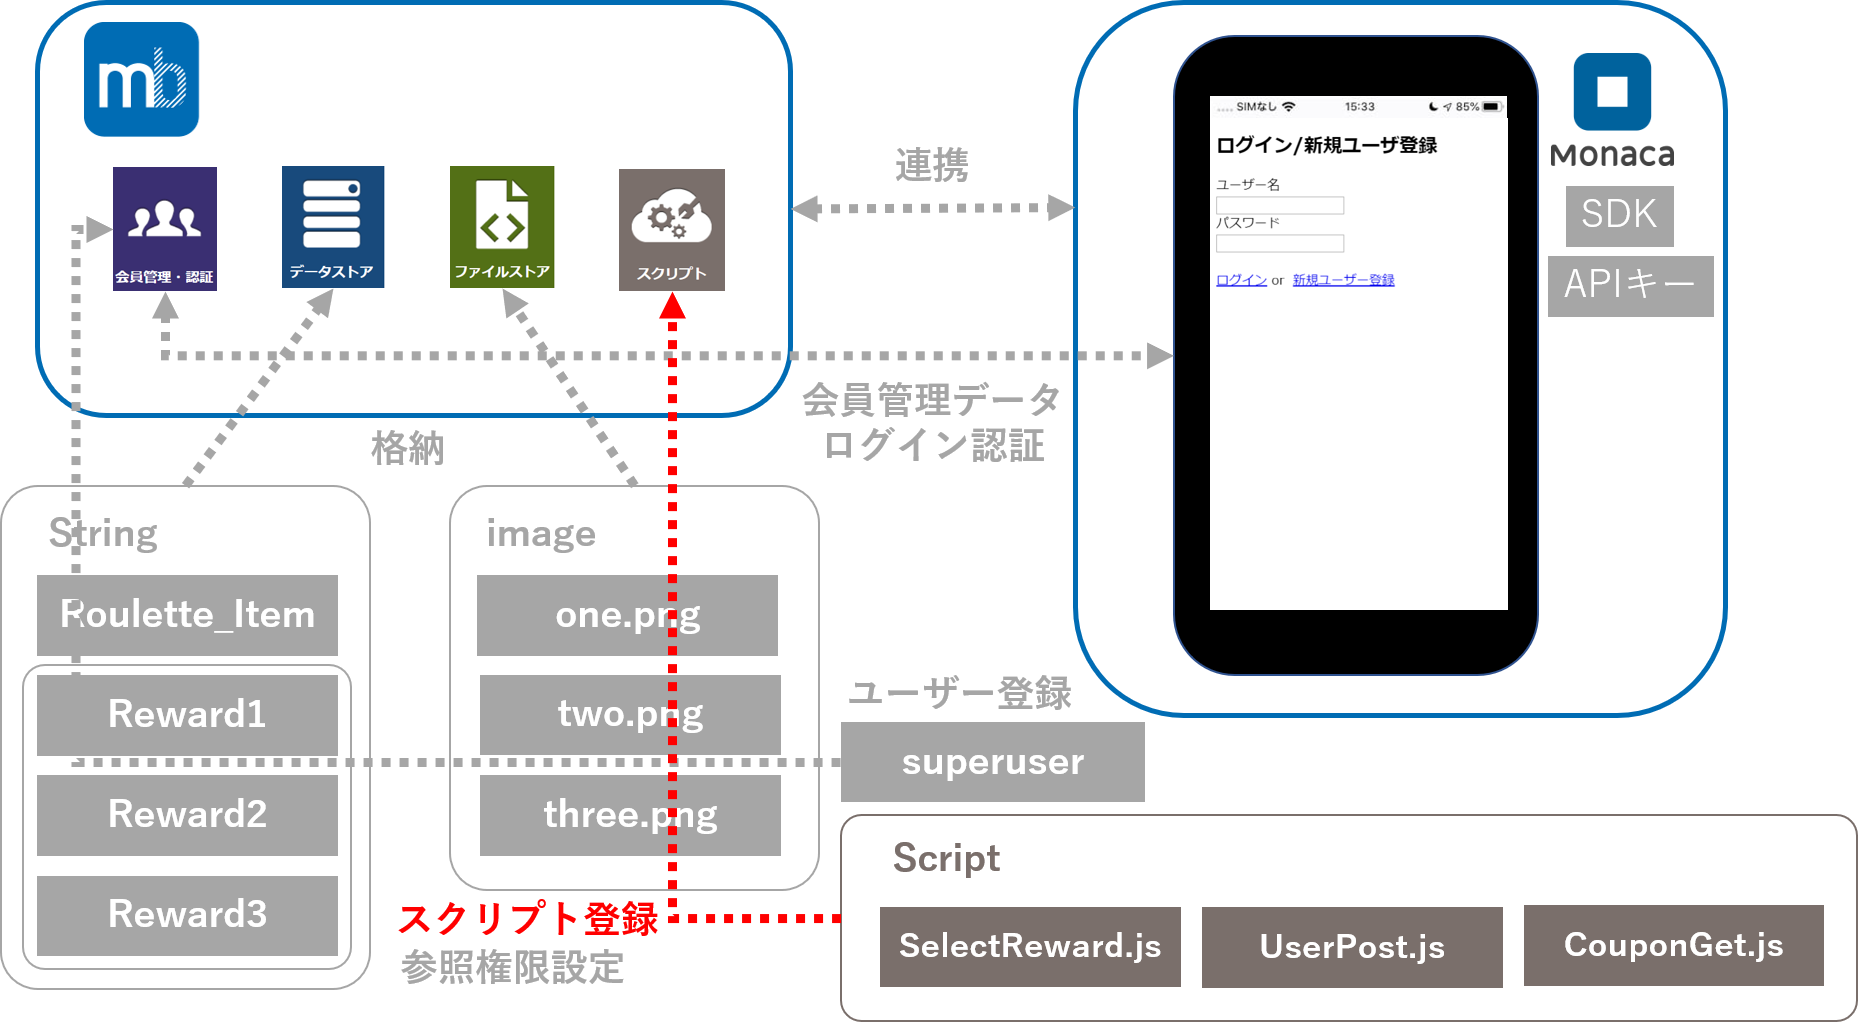 mb
会員管理・認証
データストア
ファイルストア
スクリプト
連携
SIMなし 15:33 85%
ログイン/新規ユーザ登録
ユーザー名
パスワード
ログイン or 新規ユーザー登録
Monaca
SDK
APIキー
会員管理データ
ログイン認証
格納
String
Roulette_Item
Reward1
Reward2
Reward3
image
one.png
two.png
three.png
ユーザー登録
superuser
スクリプト登録
参照権限設定
Script
SelectReward.js
UserPost.js
CouponGet.js